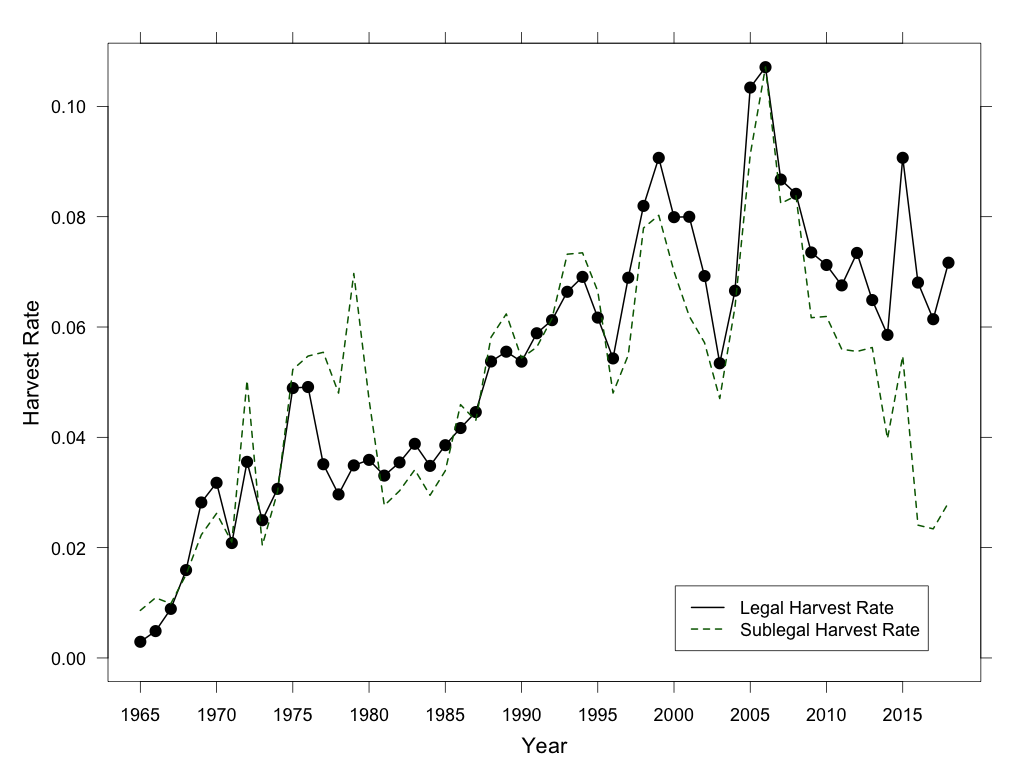 0.10
0.08
0.06
0.04
0.02
0.00
Harvest Rate
Legal Harvest Rate
Sublegal Harvest Rate
1965 1970 1975 1980 1985 1990 1995 2000 2005 2010 2015
Year